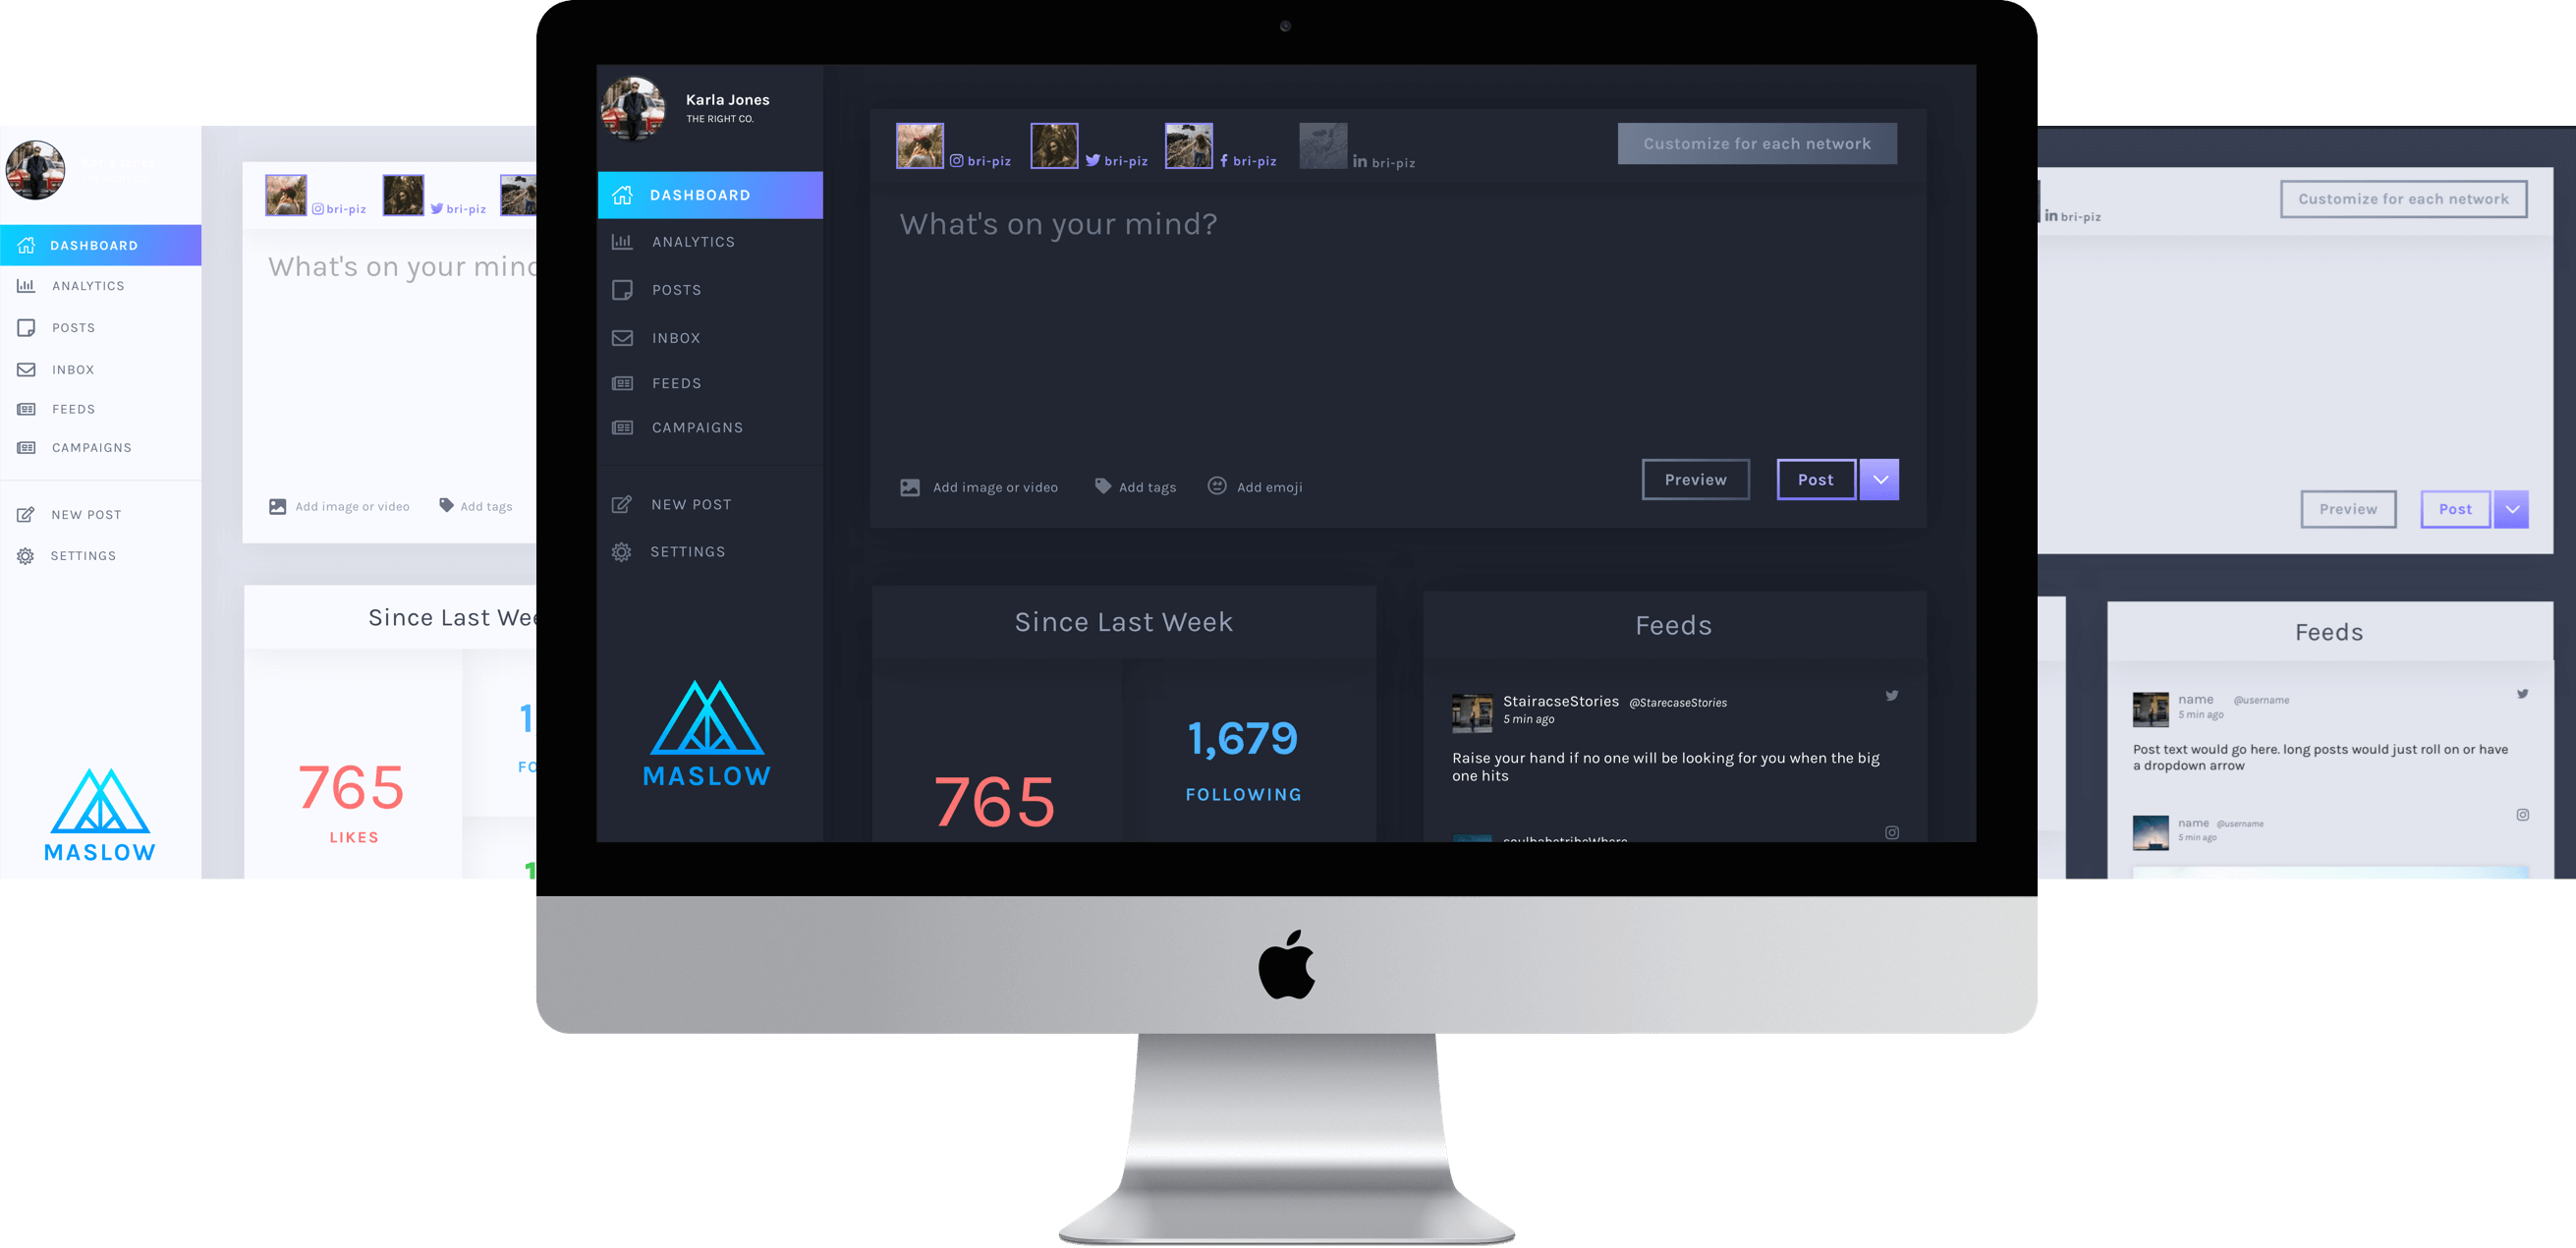 DASHBOARD
ANALYTICS
POSTS
INBOX
FEEDS
CAMPAIGNS
NEW POST
SETTINGS
MASLOW
bri-piz
bri-piz
What's on your mind
Add image or video
Add tags
Since Last We
765
LIKES
1,
FO
1
Karla Jones
THE RIGHT CO.
DASHBOARD
ANALYTICS
POSTS
INBOX
FEEDS
CAMPAIGNS
NEW POST
SETTINGS
MASLOW
bri-piz
bri-piz
bri-piz
bri-piz
Customize for each network
What's on your mind?
Add image or video
Add tags
Add emoji
Preview
Post
Since Last Week
765
1,679
FOLLOWING
Feeds
StairacseStories @StarecaseStories
5 min ago
Raise your hand if no one will be looking for you when the big
one hits
bri-piz
Customize for each network
Preview
Post
Feeds
name @username
5 min ago
Post text would go here. long posts would just roll on or have
a dropdown arrow
name @username
5 min ago